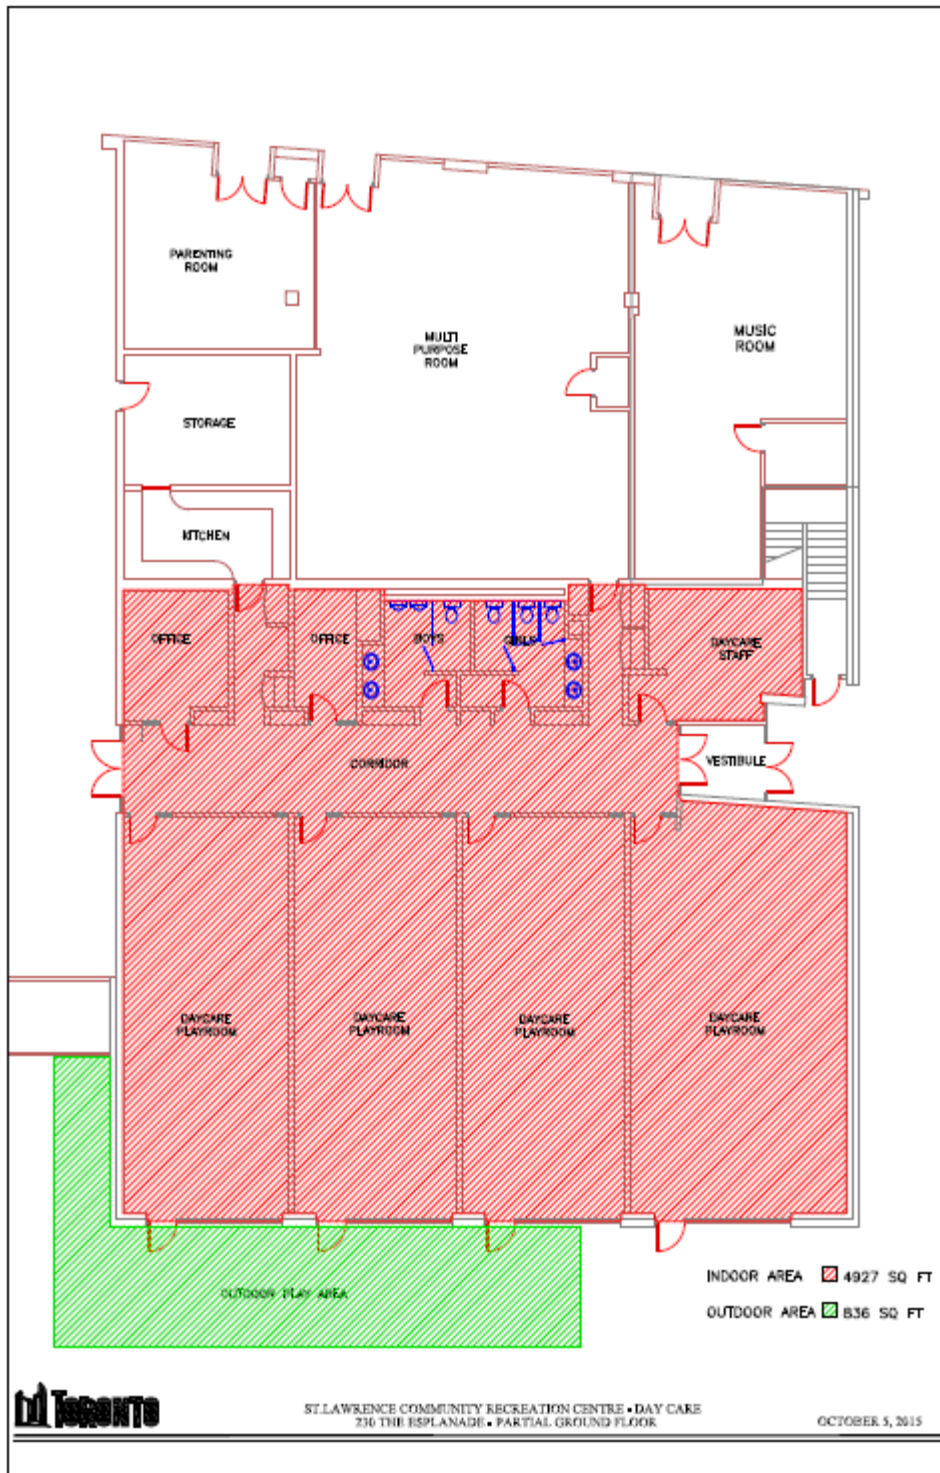 PARENTING
ROOM
MULTI
PURPOSE
ROOM
MUSIC
ROOM
STORAGE
KITCHEN
OFFICE
OFFICE
BOYS
GIRLS
DAYCARE
STAFF
CORRIDOR
VESTIBULE
DAYCARE
PLAYROOM
DAYCARE
PLAYROOM
DAYCARE
PLAYROOM
DAYCARE
PLAYROOM
OUTDOOR PLAY AREA
INDOOR AREA 4927 SQ FT
OUTDOOR AREA 836 SQ FT
TORONTO
ST.LAWRENCE COMMUNITY RECREATION CENTRE • DAY CARE
230 THE ESPLANADE • PARTIAL GROUND FLOOR
OCTOBER 5, 2015